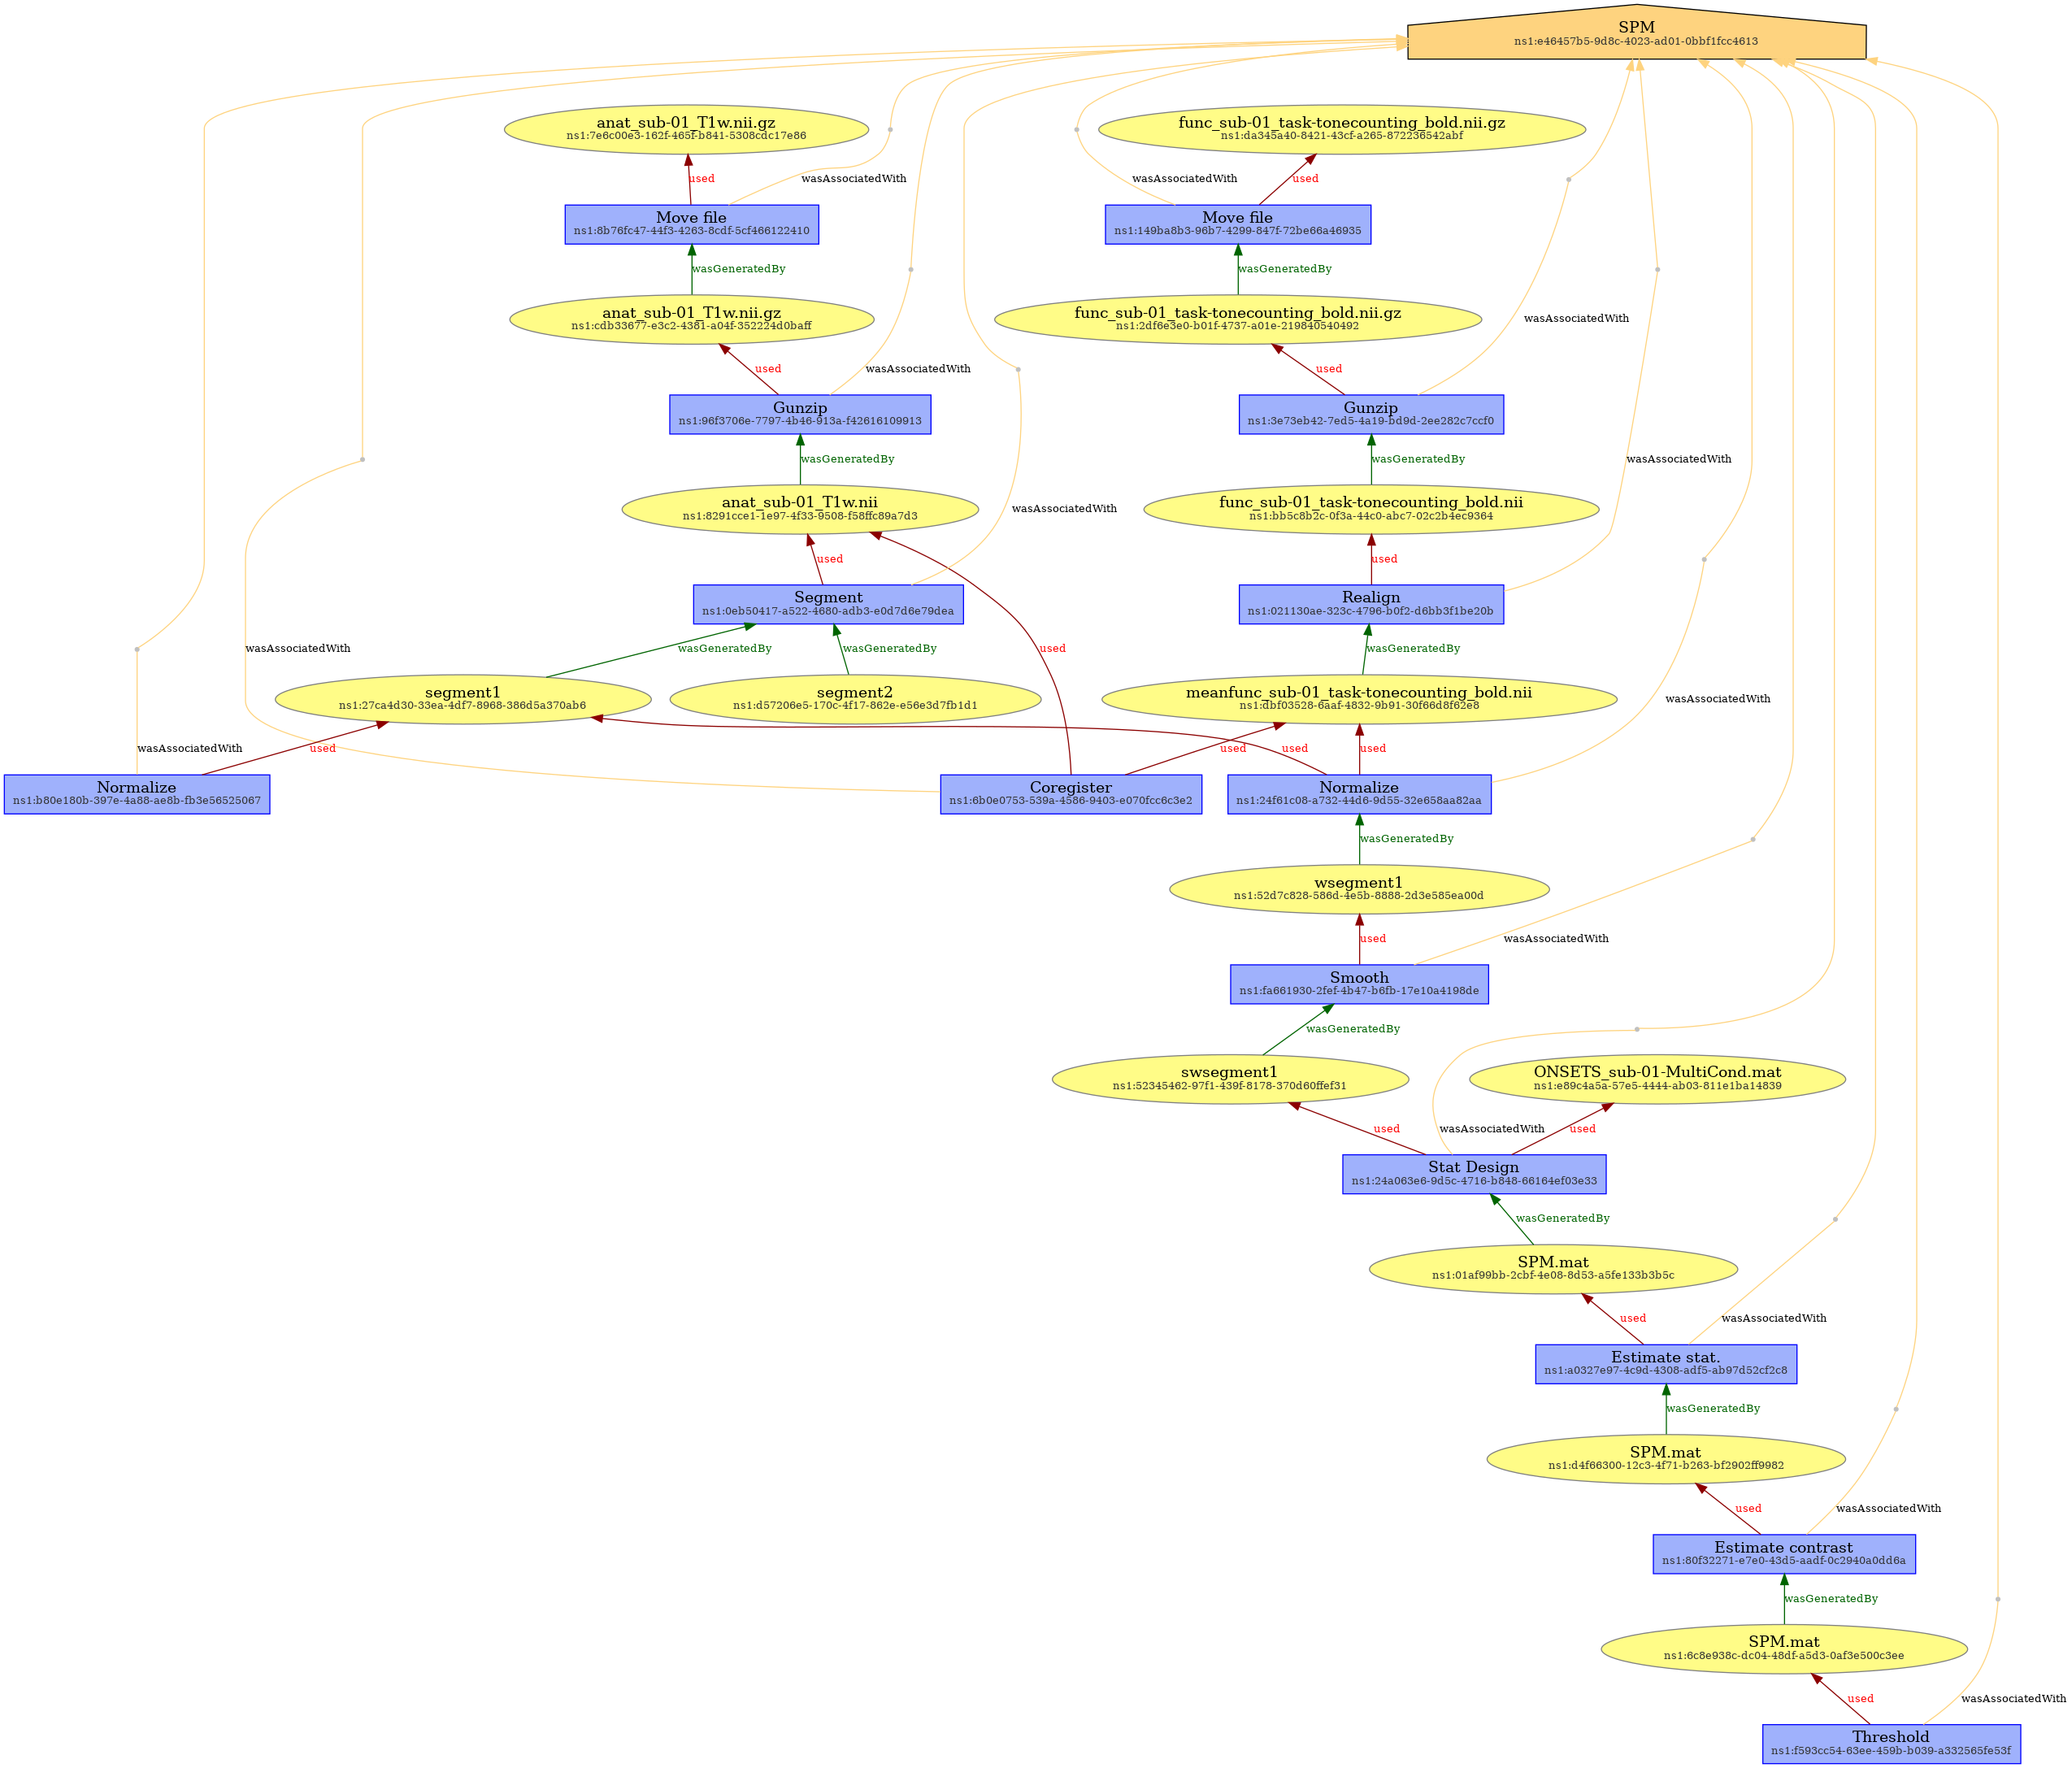 SPM
ns1:e46457b5-9d8c-4023-ad01-0bbf1fcc4613
anat_sub-01_T1w.nii.gz
ns1:7e6c00e3-162f-465f-b841-5308cdc17e86
func_sub-01_task-tonecounting_bold.nii.gz
ns1:da345a40-8421-43cf-a265-872236542abf
used
wasAssociatedWith
wasAssociatedWith
used
Move file
ns1:8b76fc47-44f3-4263-8cdf-5cf466122410
Move file
ns1:149ba8b3-96b7-4299-847f-72be66a46935
wasGeneratedBy
wasGeneratedBy
anat_sub-01_T1w.nii.gz
ns1:cdb33677-e3c2-4381-a04f-352224d0baff
func_sub-01_task-tonecounting_bold.nii.gz
ns1:2df6e3e0-b01f-4737-a01e-219840540492
wasAssociatedWith
used
wasAssociatedWith
used
Gunzip
ns1:96f3706e-7797-4b46-913a-f42616109913
Gunzip
ns1:3e73eb42-7ed5-4a19-bd9d-2ee282c7ccf0
wasGeneratedBy
wasGeneratedBy
wasAssociatedWith
anat_sub-01_T1w.nii
ns1:8291cce1-1e97-4f33-9508-f58ffc89a7d3
wasAssociatedWith
func_sub-01_task-tonecounting_bold.nii
ns1:bb5c8b2c-0f3a-44c0-abc7-02c2b4ec9364
used
used
Segment
ns1:0eb50417-a522-4680-adb3-e0d7d6e79dea
Realign
ns1:021130ae-323c-4796-b0f2-d6bb3f1be20b
wasAssociatedWith
wasGeneratedBy
wasGeneratedBy
used
wasGeneratedBy
segment1
ns1:27ca4d30-33ea-4df7-8968-386d5a370ab6
segment2
ns1:d57206e5-170c-4f17-862e-e56e3d7fb1d1
meanfunc_sub-01_task-tonecounting_bold.nii
ns1:dbf03528-6aaf-4832-9b91-30f66d8f62e8
wasAssociatedWith
wasAssociatedWith
used
used
used
used
Normalize
ns1:b80e180b-397e-4a88-ae8b-fb3e56525067
Coregister
ns1:6b0e0753-539a-4586-9403-e070fcc6c3e2
Normalize
ns1:24f61c08-a732-44d6-9d55-32e658aa82aa
wasGeneratedBy
wsegment1
ns1:52d7c828-586d-4e5b-8888-2d3e585ea00d
used
wasAssociatedWith
Smooth
ns1:fa661930-2fef-4b47-b6fb-17e10a4198de
wasGeneratedBy
swsegment1
ns1:52345462-97f1-439f-8178-370d60ffef31
ONSETS_sub-01-MultiCond.mat
ns1:e89c4a5a-57e5-4444-ab03-811e1ba14839
used
wasAssociatedWith
used
Stat Design
ns1:24a063e6-9d5c-4716-b848-66164ef03e33
wasGeneratedBy
SPM.mat
ns1:01af99bb-2cbf-4e08-8d53-a5fe133b3b5c
used
wasAssociatedWith
Estimate stat.
ns1:a0327e97-4c9d-4308-adf5-ab97d52cf2c8
wasGeneratedBy
SPM.mat
ns1:d4f66300-12c3-4f71-b263-bf2902ff9982
used
wasAssociatedWith
Estimate contrast
ns1:80f32271-e7e0-43d5-aadf-0c2940a0dd6a
wasGeneratedBy
SPM.mat
ns1:6c8e938c-dc04-48df-a5d3-0af3e500c3ee
used
wasAssociatedWith
Threshold
ns1:f593cc54-63ee-459b-b039-a332565fe53f